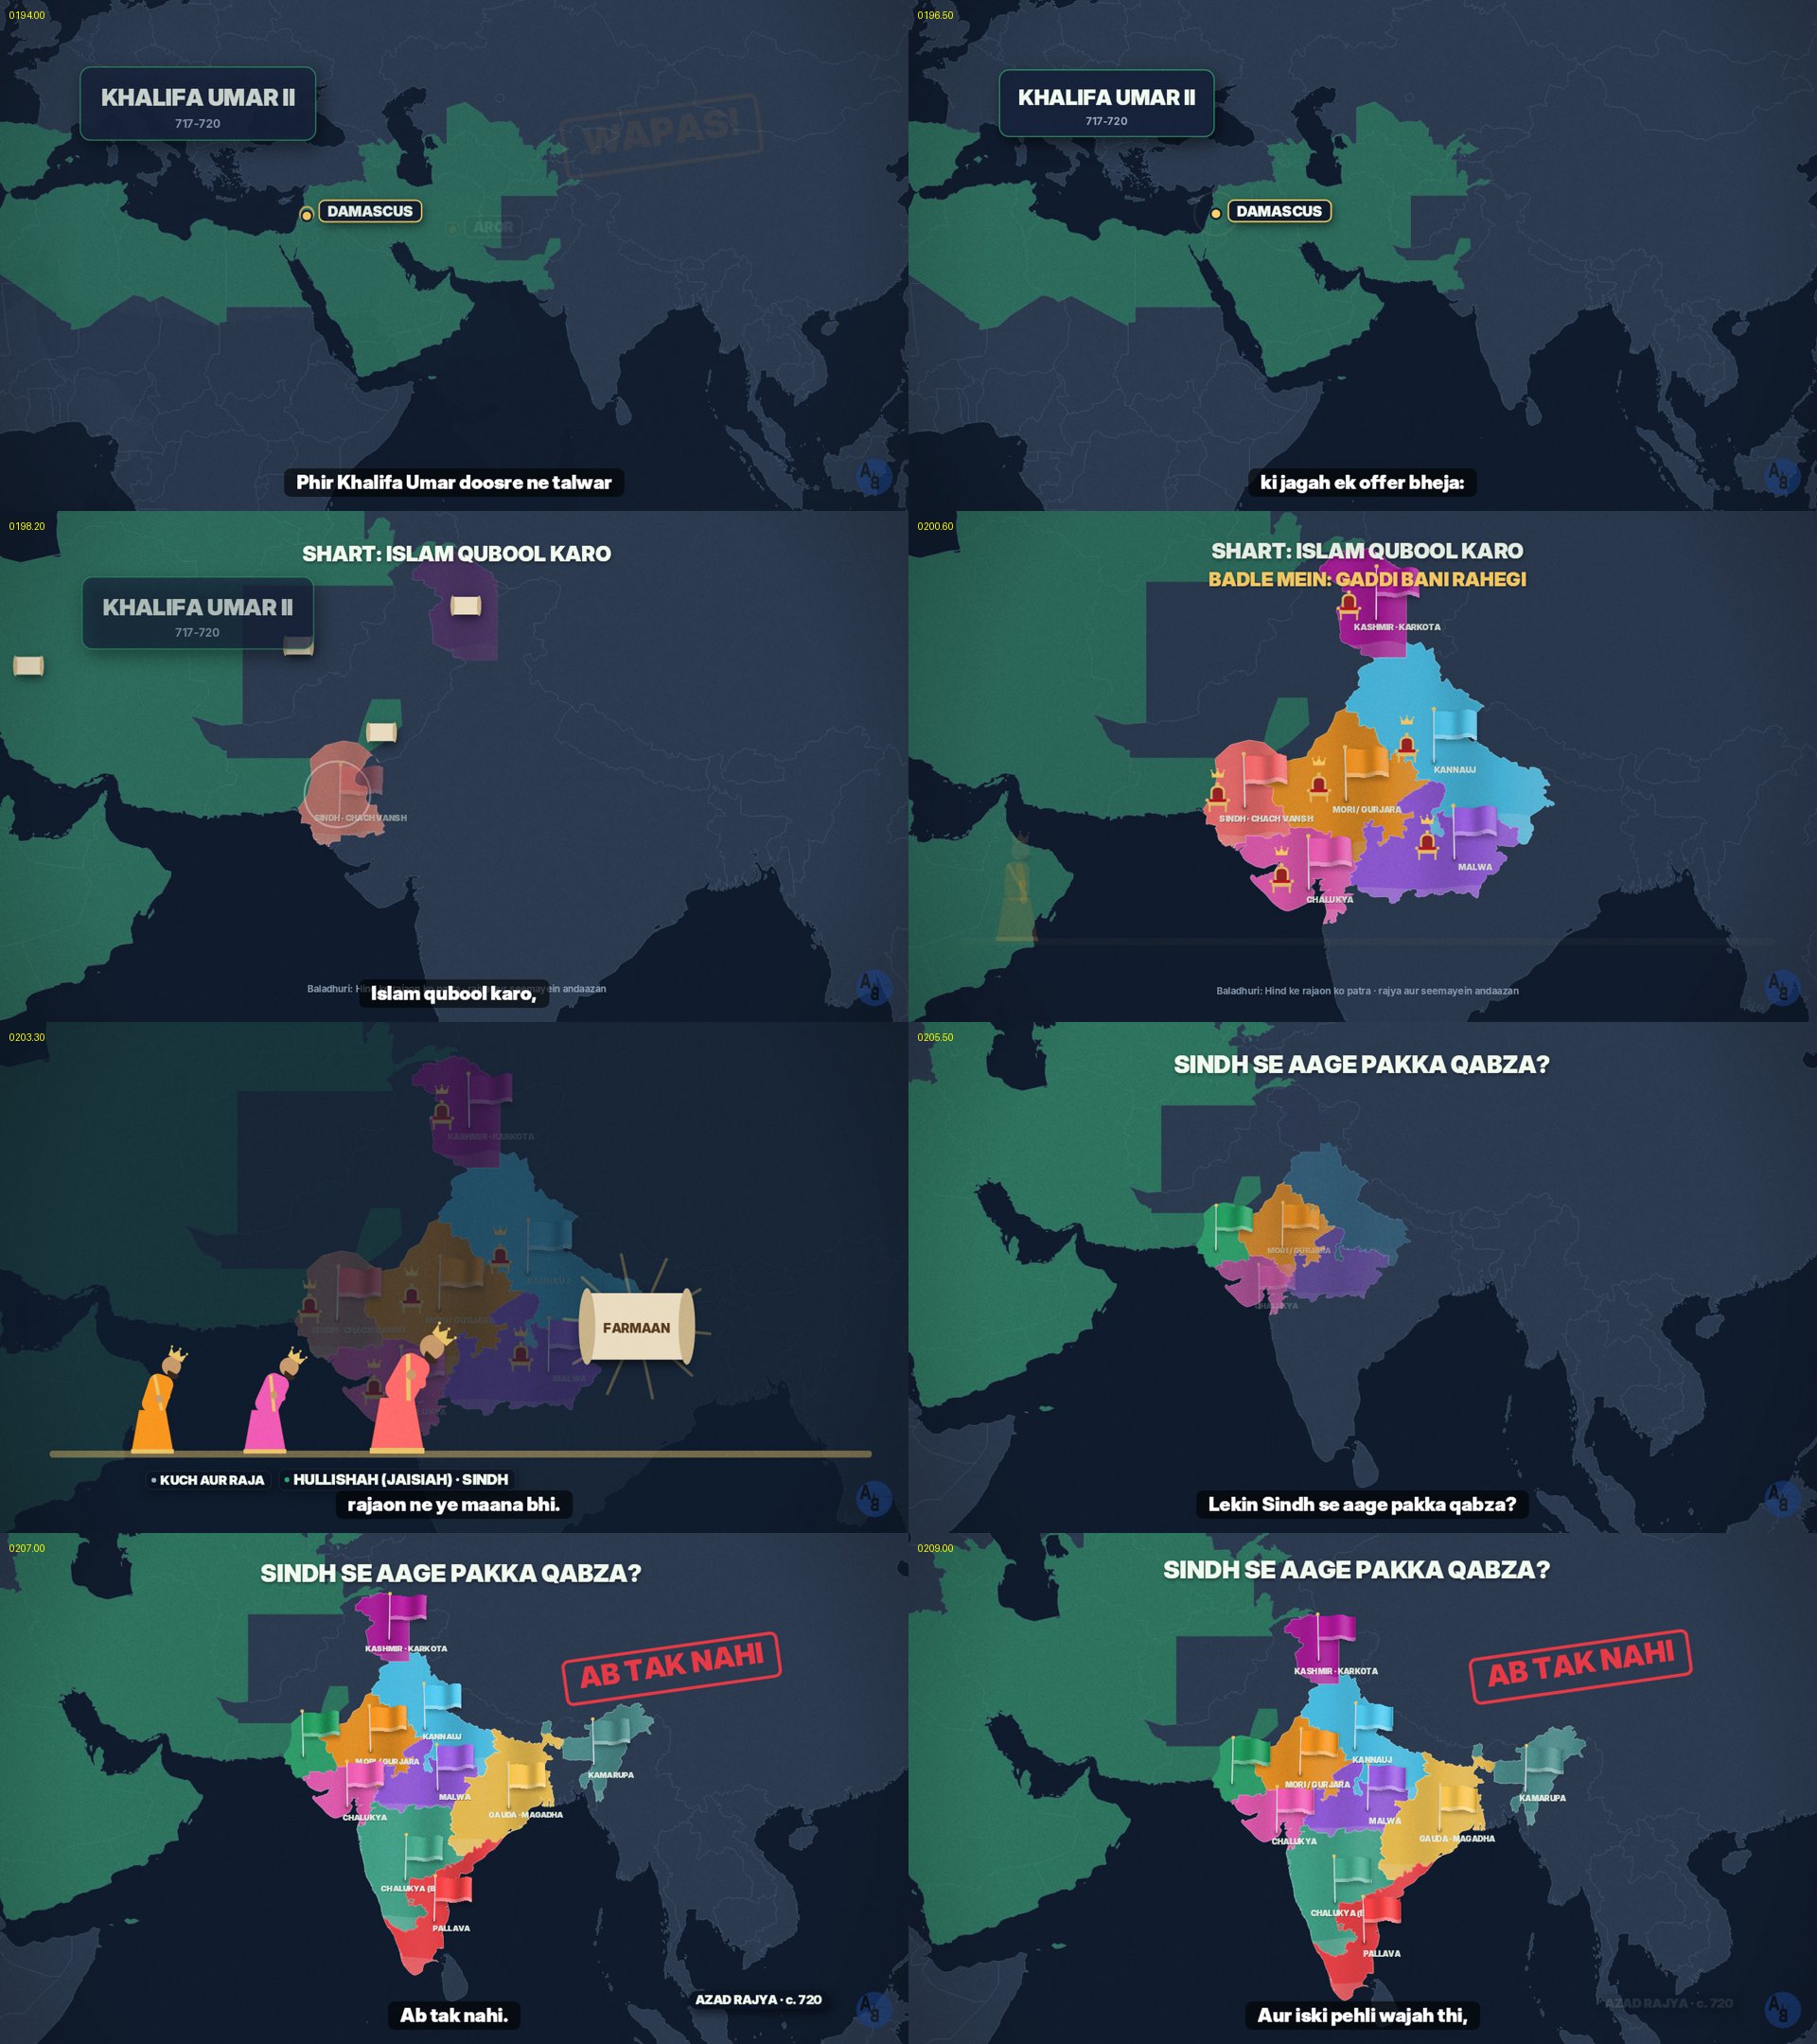 0194.00
KHALIFA UMAR II
717-720
WAPAS!
DAMASCUS
AROR
Phir Khalifa Umar doosre ne talwar
0196.50
KHALIFA UMAR II
717-720
DAMASCUS
ki jagah ek offer bheja:
0198.20
SHART: ISLAM QUBOOL KARO
KHALIFA UMAR II
717-720
SINDH · CHACH VANSH
Baladhuri:
ein andaazan
Islam qubool karo,
0200.60
SHART: ISLAM QUBOOL KARO
BADLE MEIN: GADDI BANI RAHEGI
KASHMIR · KARKOTA
KANNAUJ
MORI / GURJARA
SINDH · CHACH VANSH
MALWA
CHALUKYA
Baladhuri: Hind ke rajaon ko patra · rajya aur seemayein andaazan
0203.30
KASHMIR · KARKOTA
KANNAUJ
MALWA
FARMAAN
KUCH AUR RAJA
HULLISHAH (JAISIAH) · SINDH
rajaon ne ye maana bhi.
0205.50
SINDH SE AAGE PAKKA QABZA?
MORI / GURJARA
CHALUKYA
Lekin Sindh se aage pakka qabza?
0207.00
SINDH SE AAGE PAKKA QABZA?
AB TAK NAHI
KASHMIR · KARKOTA
KANNAUJ
MORI / GURJARA
KAMARUPA
MALWA
GAUDA · MAGADHA
CHALUKYA
CHALUKYA (B
PALLAVA
AZAD RAJYA · c. 720
Ab tak nahi.
0209.00
SINDH SE AAGE PAKKA QABZA?
AB TAK NAHI
KASHMIR · KARKOTA
KANNAUJ
MORI / GURJARA
KAMARUPA
MALWA
GAUDA · MAGADHA
CHALUKYA
CHALUKYA (B
PALLAVA
AZAD RAJYA · c. 720
Aur iski pehli wajah thi,